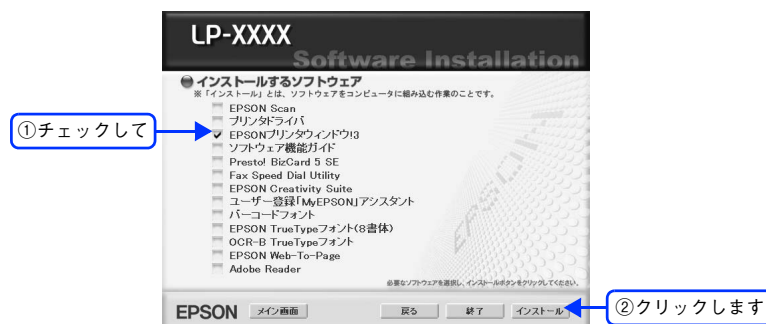 LP-XXXX
Software Installation
インストールするソフトウェア
※「インストール」とは、ソフトウェアをコンピュータに組み込む作業のことです。
EPSON Scan
プリンタドライバ
①チェックして
EPSONプリンタウィンドウ!3
ソフトウェア機能ガイド
Presto! BizCard 5 SE
Fax Speed Dial Utility
EPSON Creativity Suite
ユーザー登録「MyEPSON」アシスタント
バーコードフォント
EPSON TrueTypeフォント(8書体)
OCR-B TrueTypeフォント
EPSON Web-To-Page
Adobe Reader
EPSON
必要なソフトウェアを選択し、インストールボタンをクリックしてください。
EPSON メイン画面 戻る 終了 インストール
②クリックします